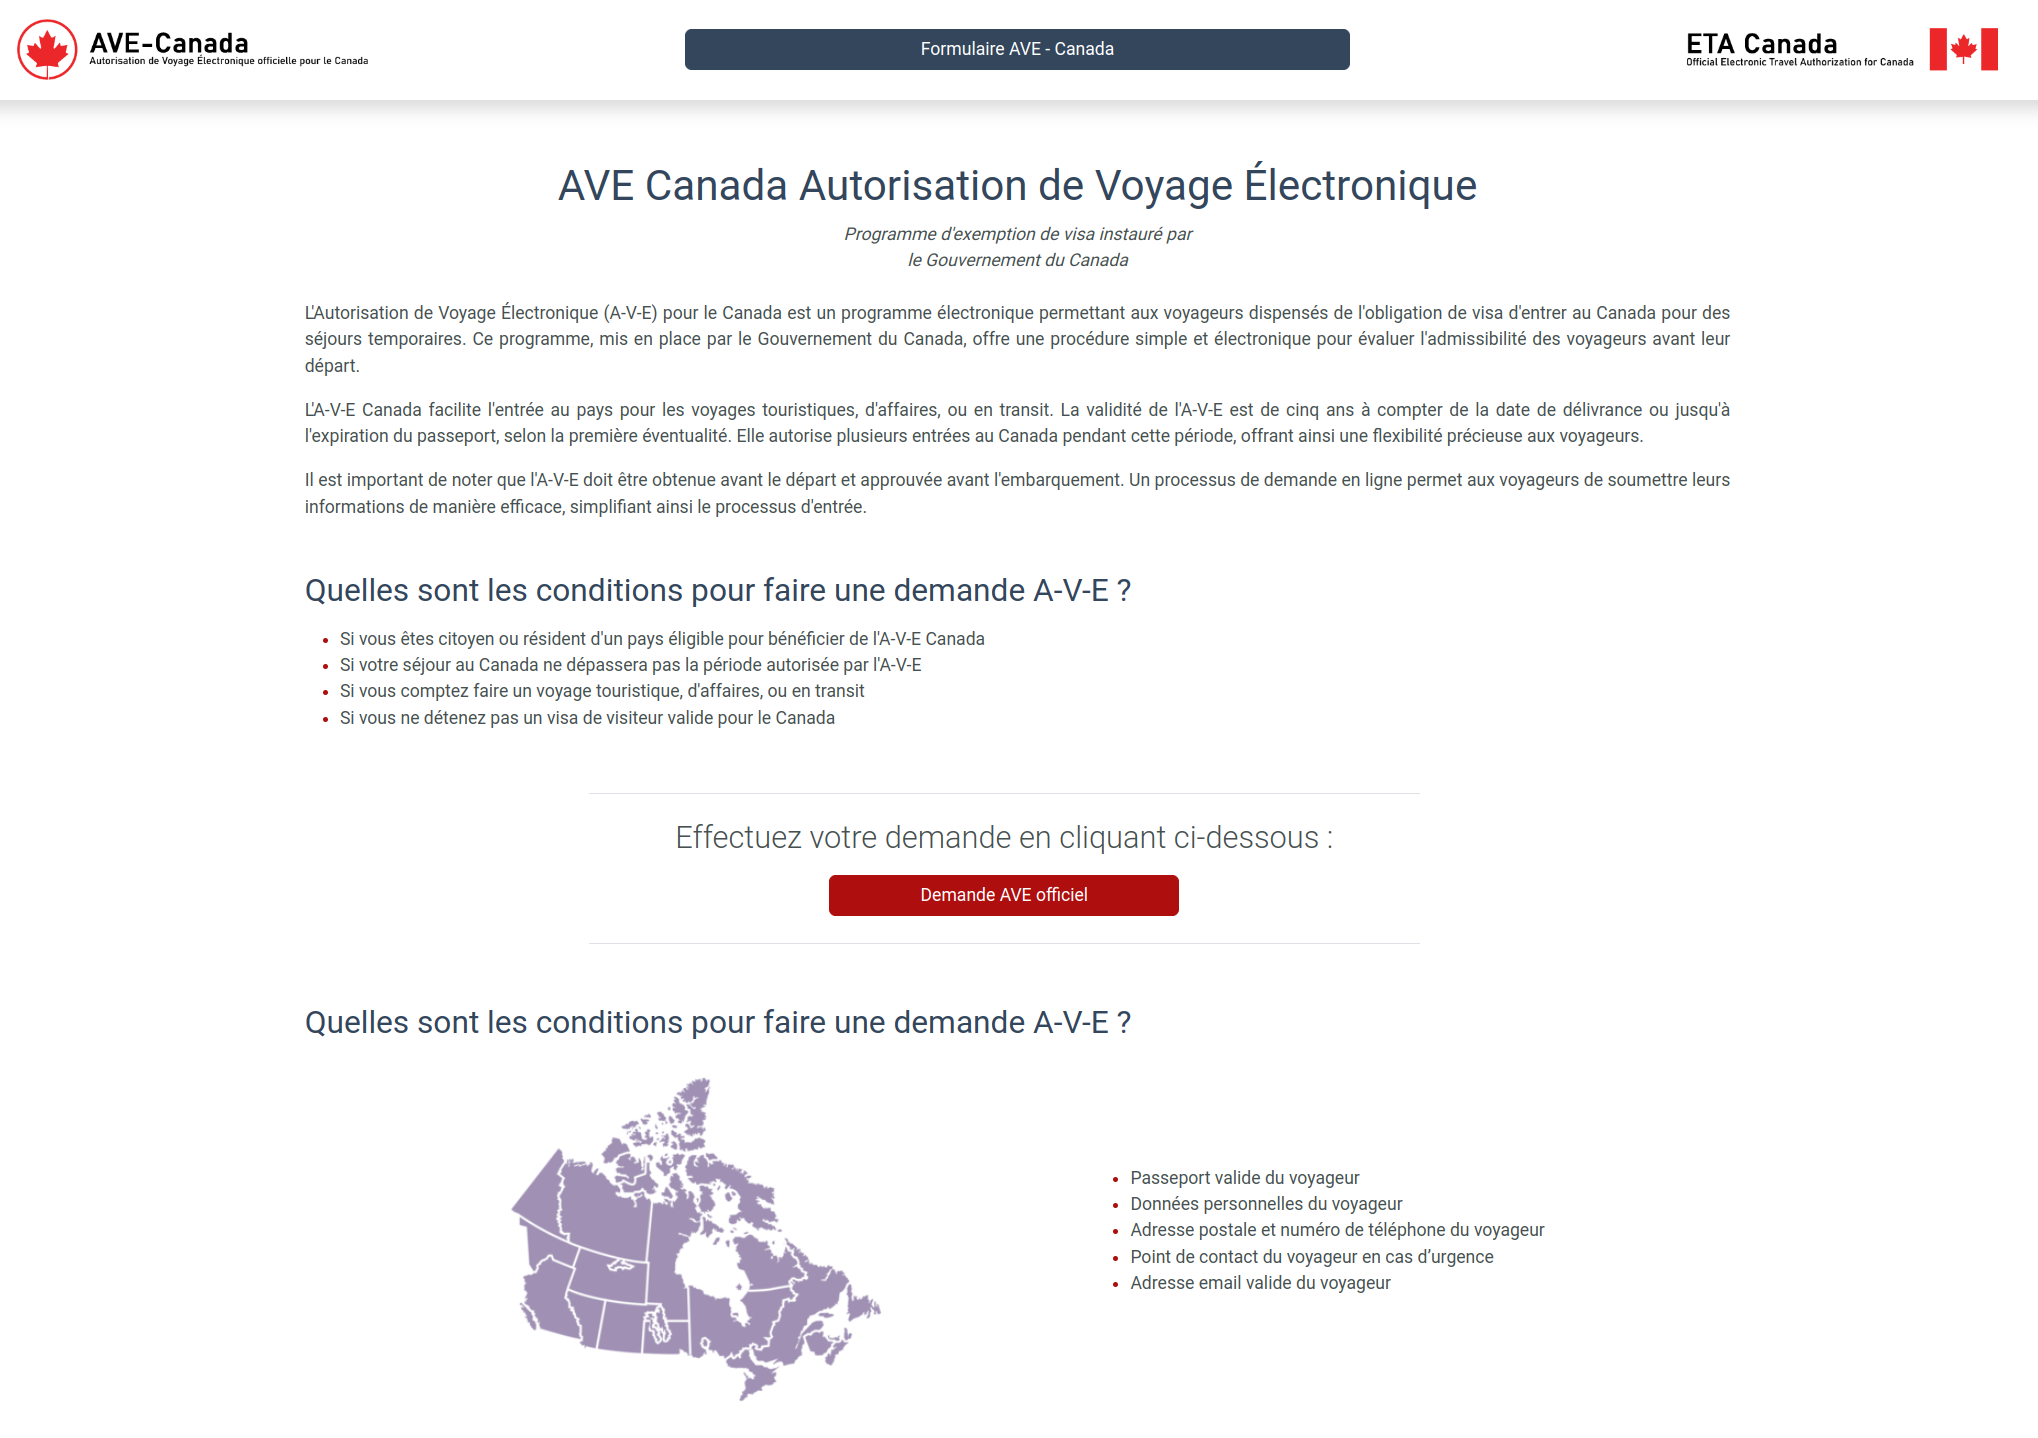 AVE-Canada
Autorisation de Voyage Électronique officielle pour le Canada
Formulaire AVE - Canada
ETA Canada
Official Electronic Travel Authorization for Canada
AVE Canada Autorisation de Voyage Électronique
Programme d'exemption de visa instauré par
le Gouvernement du Canada
L'Autorisation de Voyage Électronique (A-V-E) pour le Canada est un programme électronique permettant aux voyageurs dispensés de l'obligation de visa d'entrer au Canada pour des
séjours temporaires. Ce programme, mis en place par le Gouvernement du Canada, offre une procédure simple et électronique pour évaluer l'admissibilité des voyageurs avant leur
départ.
L'A-V-E Canada facilite l'entrée au pays pour les voyages touristiques, d'affaires, ou en transit. La validité de l'A-V-E est de cinq ans à compter de la date de délivrance ou jusqu'à
l'expiration du passeport, selon la première éventualité. Elle autorise plusieurs entrées au Canada pendant cette période, offrant ainsi une flexibilité précieuse aux voyageurs.
Il est important de noter que l'A-V-E doit être obtenue avant le départ et approuvée avant l'embarquement. Un processus de demande en ligne permet aux voyageurs de soumettre leurs
informations de manière efficace, simplifiant ainsi le processus d'entrée.
Quelles sont les conditions pour faire une demande A-V-E ?
Si vous êtes citoyen ou résident d'un pays éligible pour bénéficier de l'A-V-E Canada
Si votre séjour au Canada ne dépassera pas la période autorisée par l'A-V-E
Si vous comptez faire un voyage touristique, d'affaires, ou en transit
Si vous ne détenez pas un visa de visiteur valide pour le Canada
Effectuez votre demande en cliquant ci-dessous :
Demande AVE officiel
Quelles sont les conditions pour faire une demande A-V-E ?
Passeport valide du voyageur
Données personnelles du voyageur
Adresse postale et numéro de téléphone du voyageur
Point de contact du voyageur en cas d’urgence
Adresse email valide du voyageur